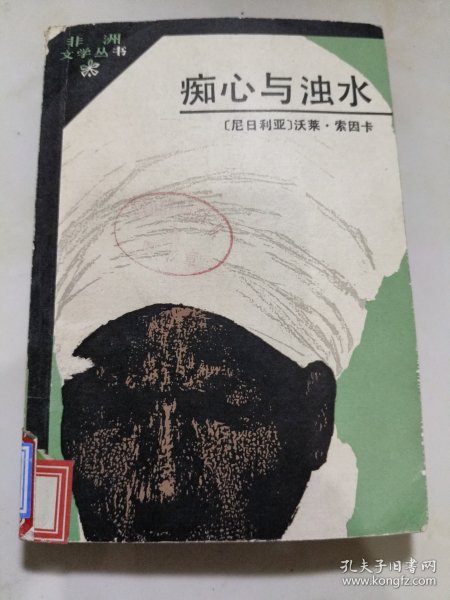 非洲
文学丛书
痴心与浊水
〔尼日利亚〕沃莱·索因卡
孔夫子旧书网
www.kongfz.com